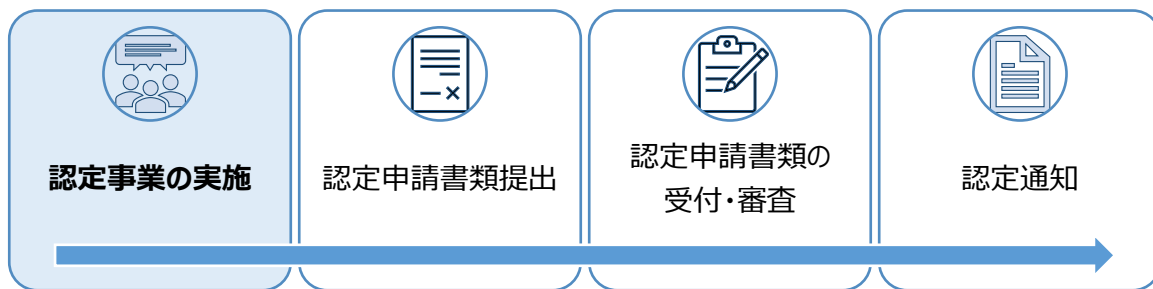 認定事業の実施
認定申請書類提出
認定申請書類の
受付・審査
認定通知